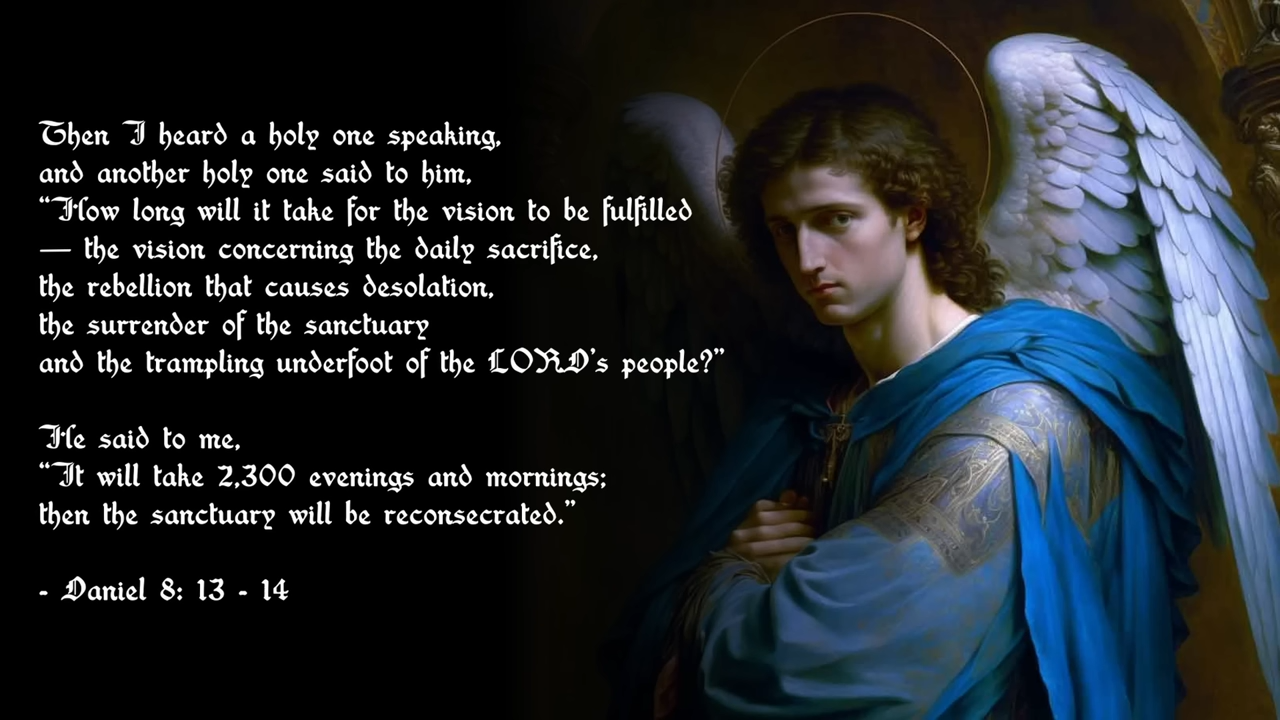 Then I heard a holy one speaking,
and another holy one said to him,
“How long will it take for the vision to be fulfilled
— the vision concerning the daily sacrifice,
the rebellion that causes desolation,
the surrender of the sanctuary
and the trampling underfoot of the LORD’s people?”
He said to me,
“It will take 2,300 evenings and mornings;
then the sanctuary will be reconsecrated.”
- Daniel 8: 13 - 14